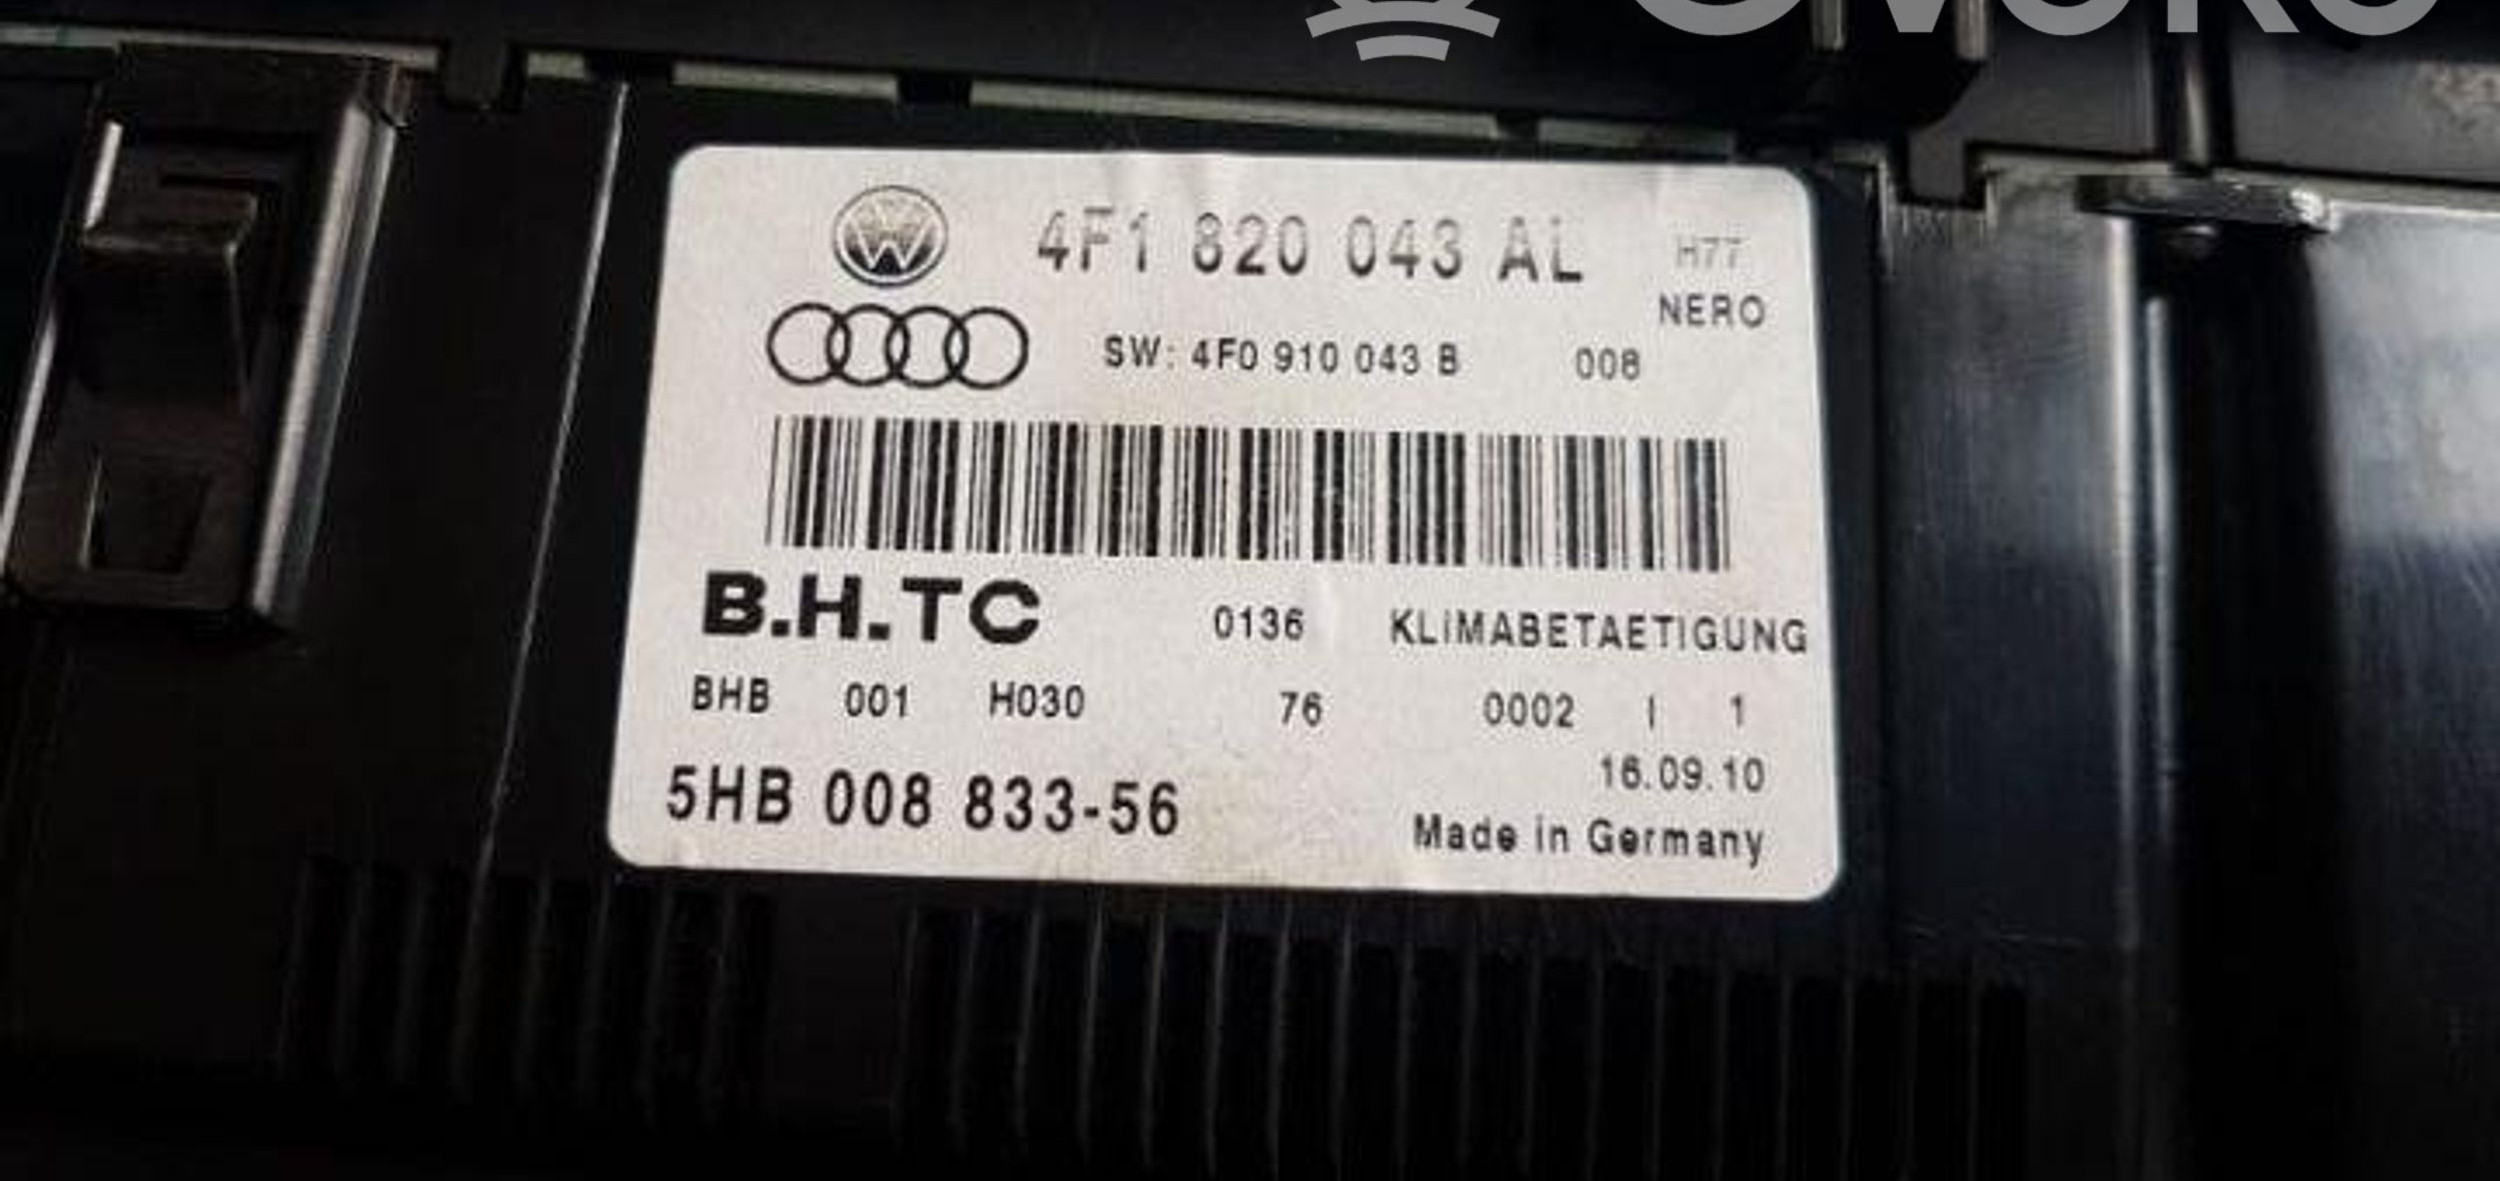 4F1 820 043 AL H77
NERO
SW: 4F0 910 043 B 008
B.H.TC 0136 KLIMABETAETIGUNG
BHB 001 H030 76 0002 I 1
16.09.10
5HB 008 833-56
Made in Germany